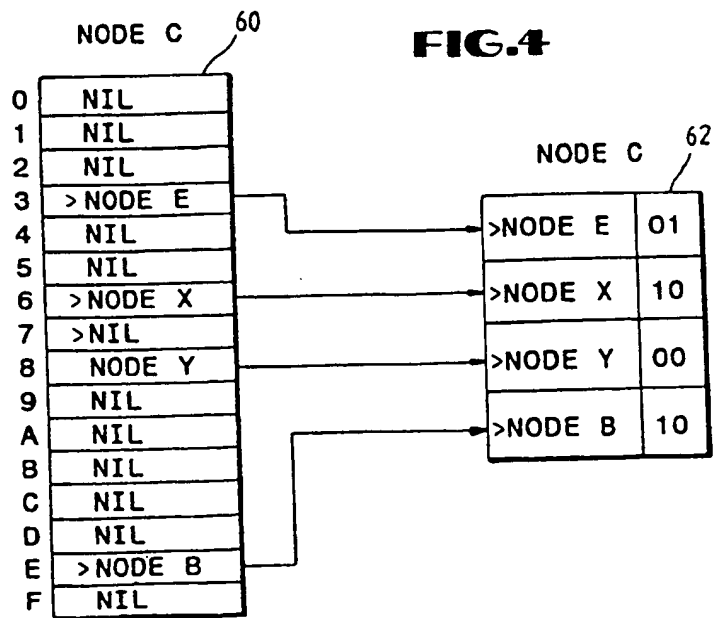 NODE C
60
FIG.4
0 NIL
1 NIL
2 NIL
3 >NODE E
4 NIL
5 NIL
6 >NODE X
7 >NIL
8 NODE Y
9 NIL
A NIL
B NIL
C NIL
D NIL
E >NODE B
F NIL
NODE C
62
>NODE E 01
>NODE X 10
>NODE Y 00
>NODE B 10